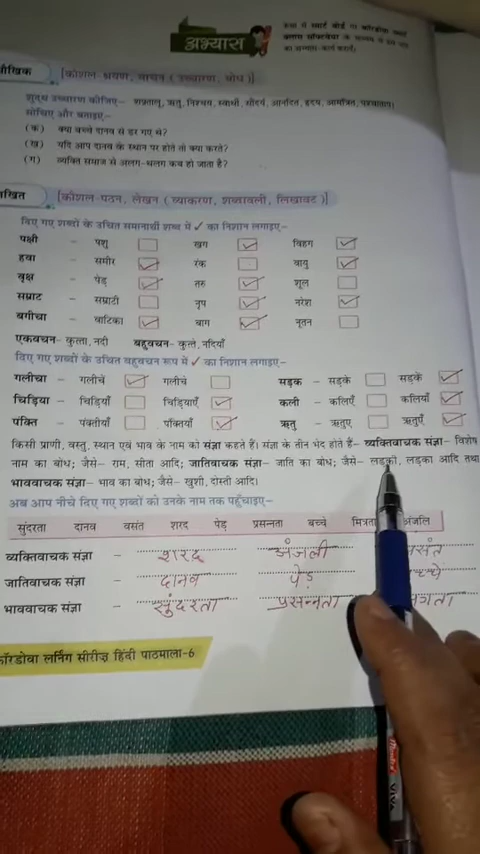 अभ्यास
मौखिक [कौशल-श्रवण, वाचन (उच्चारण, बोध)]
शुद्ध उच्चारण कीजिए– ऋतु, निश्चय, स्वार्थी, सौंदर्य, आनंदित, हृदय, आमंत्रित, पश्चाताप।
सोचिए और बताइए–
(क) क्या बच्चे दानव से डर गए थे?
(ख) यदि आप दानव के स्थान पर होते तो क्या करते?
(ग) व्यक्ति समाज से अलग-थलग कब हो जाता है?
लिखित [कौशल-पठन, लेखन (व्याकरण, शब्दावली, लिखावट)]
दिए गए शब्दों के उचित समानार्थी शब्द में ✓ का निशान लगाइए–
पक्षी – पशु खग ✓ विहग ✓
हवा – समीर ✓ रंक वायु ✓
वृक्ष – पेड़ ✓ तरु ✓ शूल
सम्राट – सम्राटी नृप ✓ नरेश ✓
बगीचा – वाटिका ✓ बाग ✓ नूतन
एकवचन– कुत्ता, नदी बहुवचन– कुत्ते, नदियाँ
दिए गए शब्दों के उचित बहुवचन रूप में ✓ का निशान लगाइए–
गलीचा – गलीचें ✓ गलीचे सड़क – सड़के सड़कें ✓
चिड़िया – चिड़ियाँ चिड़ियाएँ ✓ कली – कलिएँ कलियाँ ✓
पंक्ति – पंक्तीयाँ पंक्तियाँ ✓ ऋतु – ऋतुए ऋतुएँ ✓
किसी प्राणी, वस्तु, स्थान एवं भाव के नाम को संज्ञा कहते हैं। संज्ञा के तीन भेद होते हैं– व्यक्तिवाचक संज्ञा– विशेष
नाम का बोध; जैसे– राम, सीता आदि; जातिवाचक संज्ञा– जाति का बोध; जैसे– लड़की, लड़का आदि तथा
भाववाचक संज्ञा– भाव का बोध; जैसे– खुशी, दोस्ती आदि।
अब आप नीचे दिए गए शब्दों को उनके नाम तक पहुँचाइए–
सुंदरता दानव वसंत शरद पेड़ प्रसन्नता बच्चे मित्रता अंजलि
व्यक्तिवाचक संज्ञा – शरद अंजली वसंत
जातिवाचक संज्ञा – दानव पेड़ बच्चे
भाववाचक संज्ञा – सुंदरता प्रसन्नता
कॉरडोवा लर्निंग सीरीज़ हिंदी पाठमाला-6